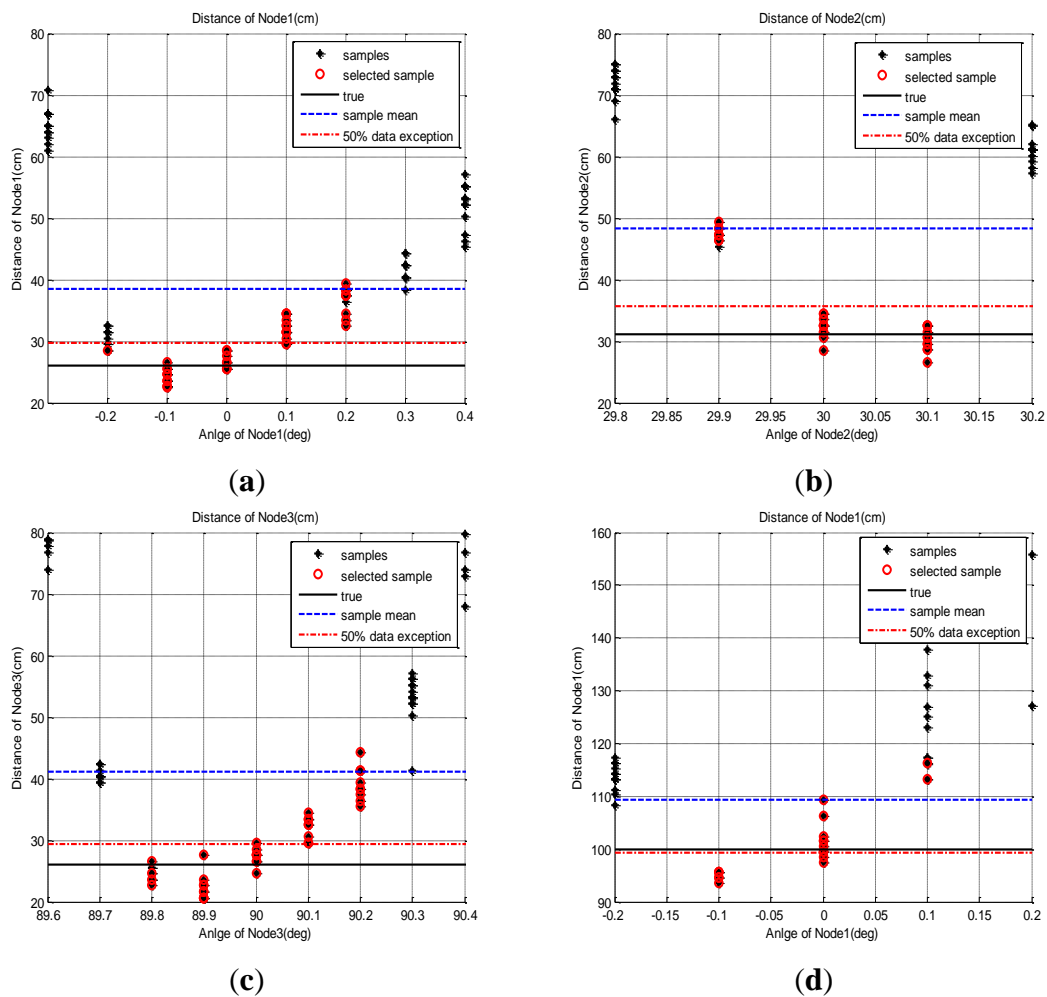 Distance of Node1(cm)
80
70
60
50
40
30
20
Distance of Node1(cm)
samples
selected sample
true
sample mean
50% data exception
-0.2 -0.1 0 0.1 0.2 0.3 0.4
Anlge of Node1(deg)
(a)
Distance of Node2(cm)
80
70
60
50
40
30
20
Distance of Node2(cm)
samples
selected sample
true
sample mean
50% data exception
29.8 29.85 29.9 29.95 30 30.05 30.1 30.15 30.2
Anlge of Node2(deg)
(b)
Distance of Node3(cm)
80
70
60
50
40
30
20
Distance of Node3(cm)
samples
selected sample
true
sample mean
50% data exception
89.6 89.7 89.8 89.9 90 90.1 90.2 90.3 90.4
Anlge of Node3(deg)
(c)
Distance of Node1(cm)
160
150
140
130
120
110
100
90
Distance of Node1(cm)
samples
selected sample
true
sample mean
50% data exception
-0.2 -0.15 -0.1 -0.05 0 0.05 0.1 0.15 0.2
Anlge of Node1(deg)
(d)